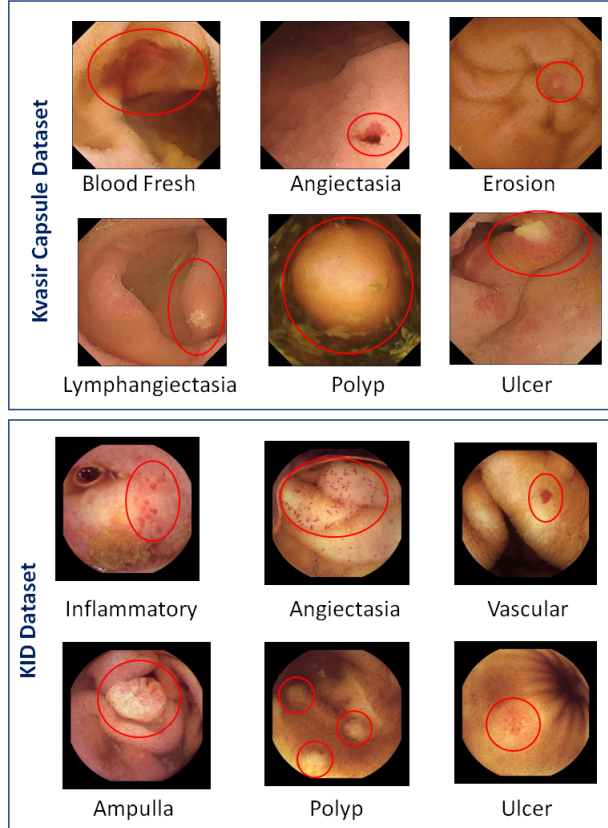 Kvasir Capsule Dataset
Blood Fresh
Angiectasia
Erosion
Lymphangiectasia
Polyp
Ulcer
KID Dataset
Inflammatory
Angiectasia
Vascular
Ampulla
Polyp
Ulcer